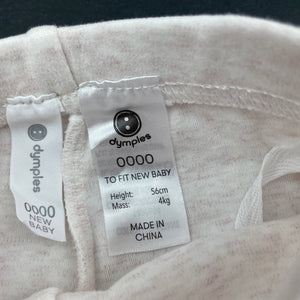 dymples
0000
NEW
BABY
dymples
0000
TO FIT NEW BABY
Height: 56cm
Mass: 4kg
MADE IN
CHINA